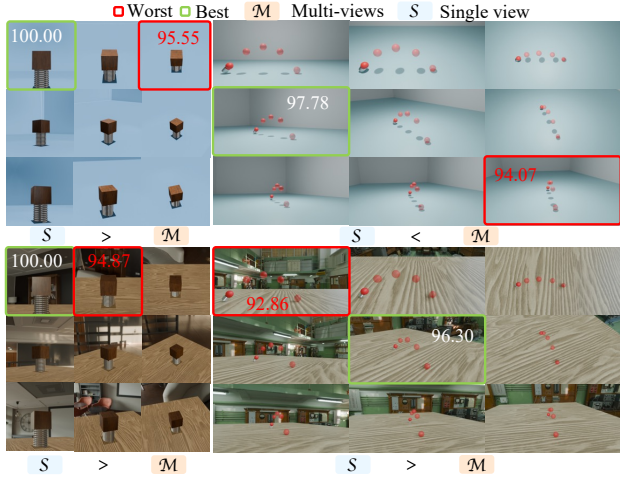 Worst Best ℳ Multi-views 𝒮 Single view
100.00 95.55
97.78
94.07
𝒮 > ℳ 𝒮 < ℳ
100.00 94.87 92.86
96.30
𝒮 > ℳ 𝒮 > ℳ